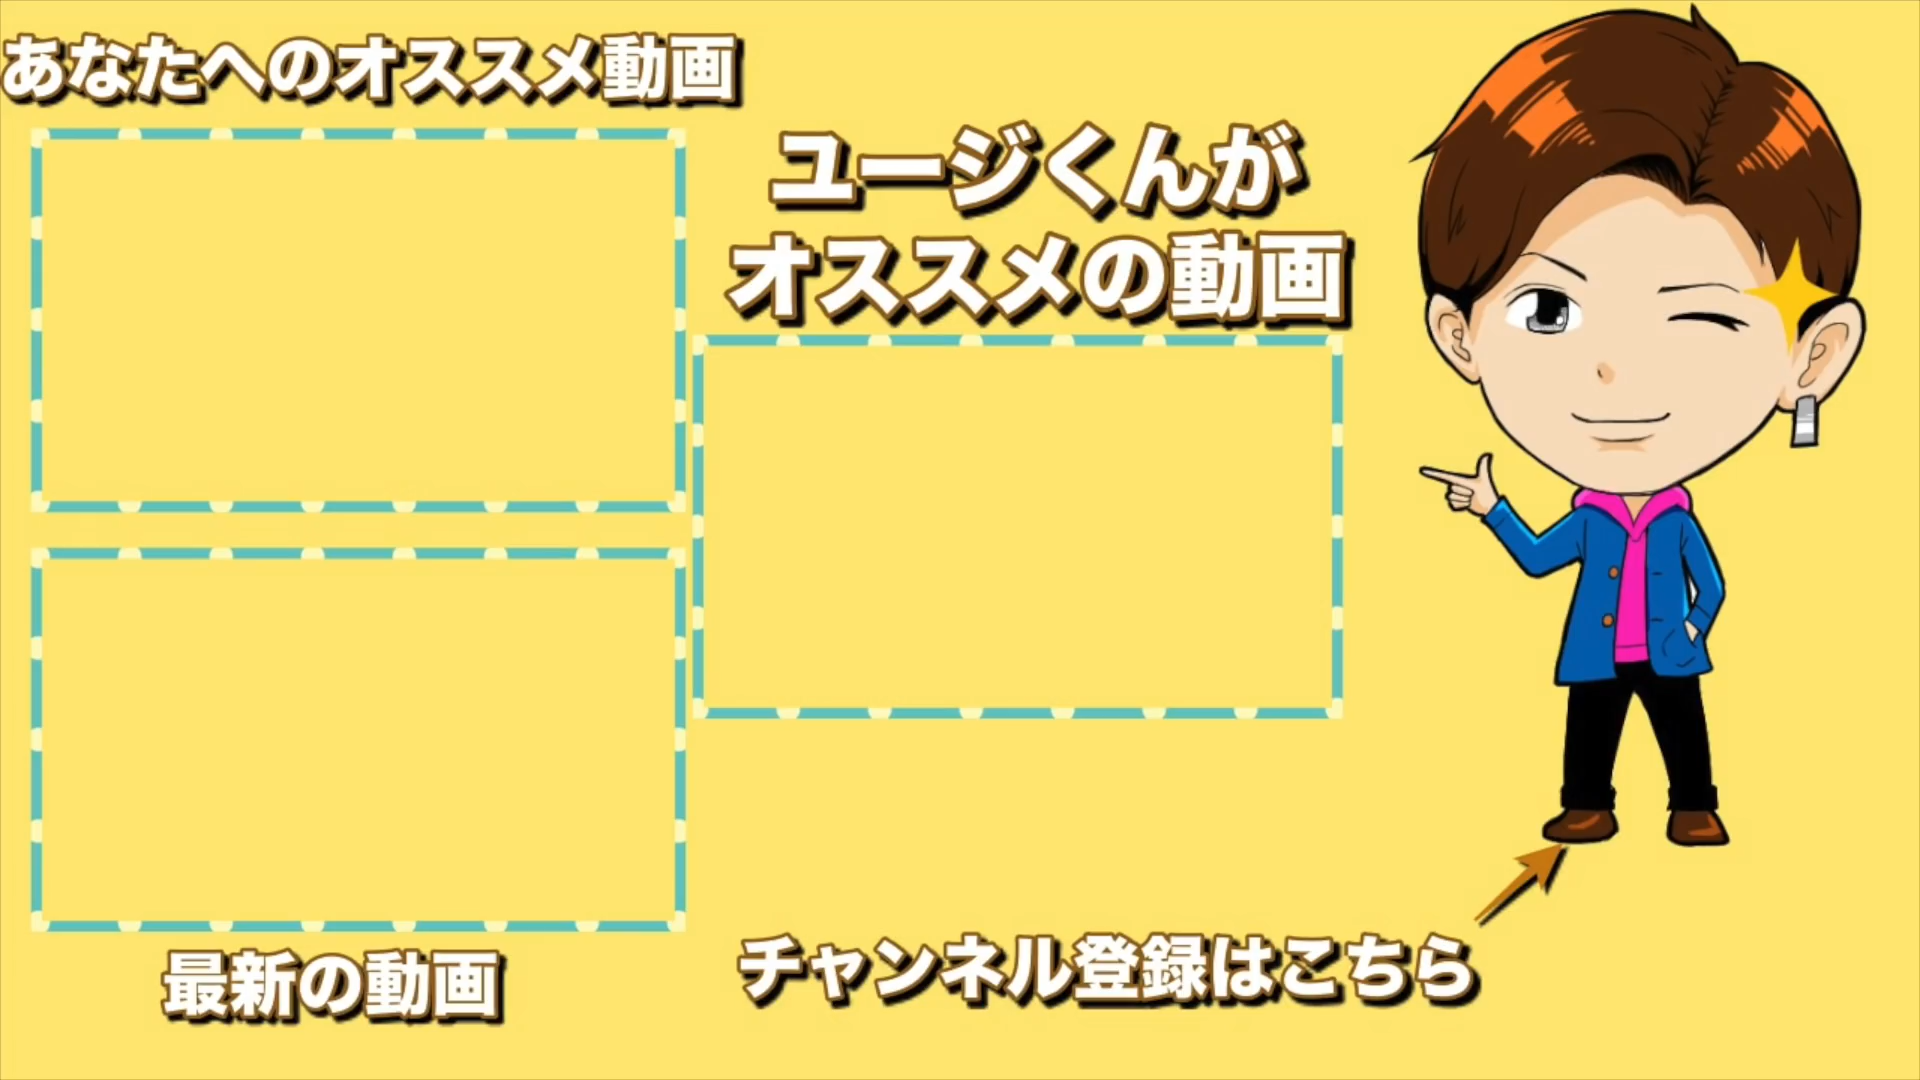 あなたへのオススメ動画
ユージくんが
オススメの動画
最新の動画
チャンネル登録はこちら